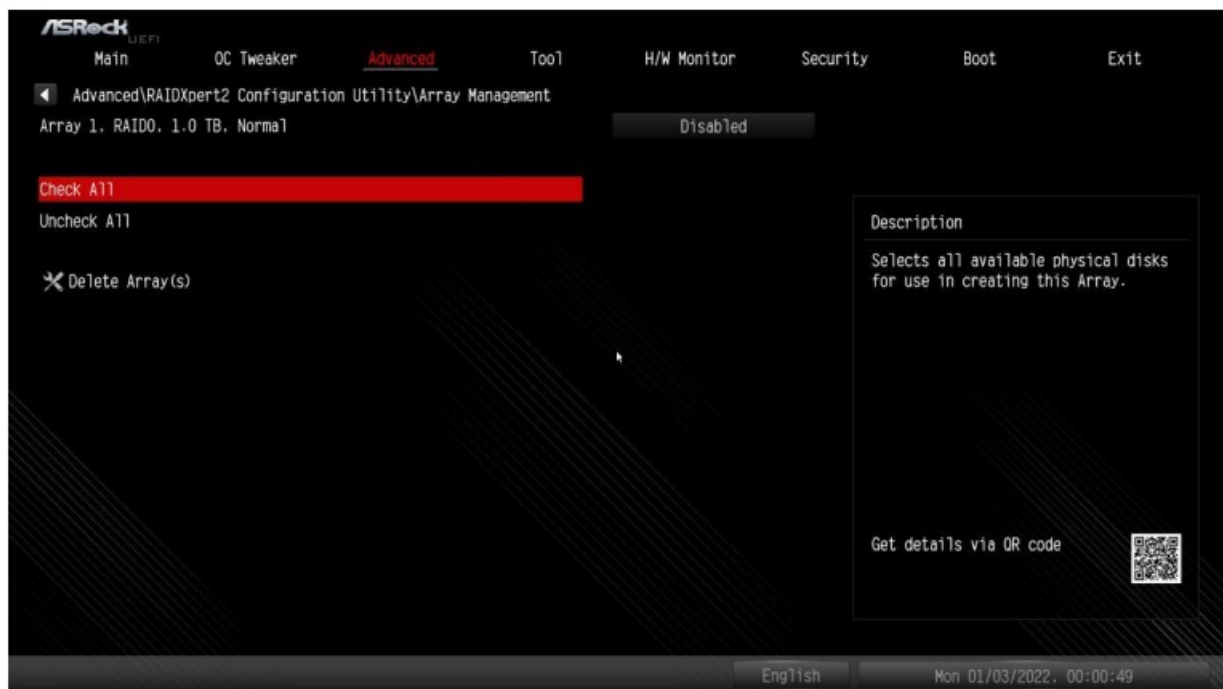 ASRock
UEFI
Main OC Tweaker Advanced Tool H/W Monitor Security Boot Exit
Advanced\RAIDXpert2 Configuration Utility\Array Management
Array 1, RAID0, 1.0 TB, Normal Disabled
Check All
Uncheck All
Delete Array(s)
Description
Selects all available physical disks
for use in creating this Array.
Get details via QR code
English Mon 01/03/2022, 00:00:49